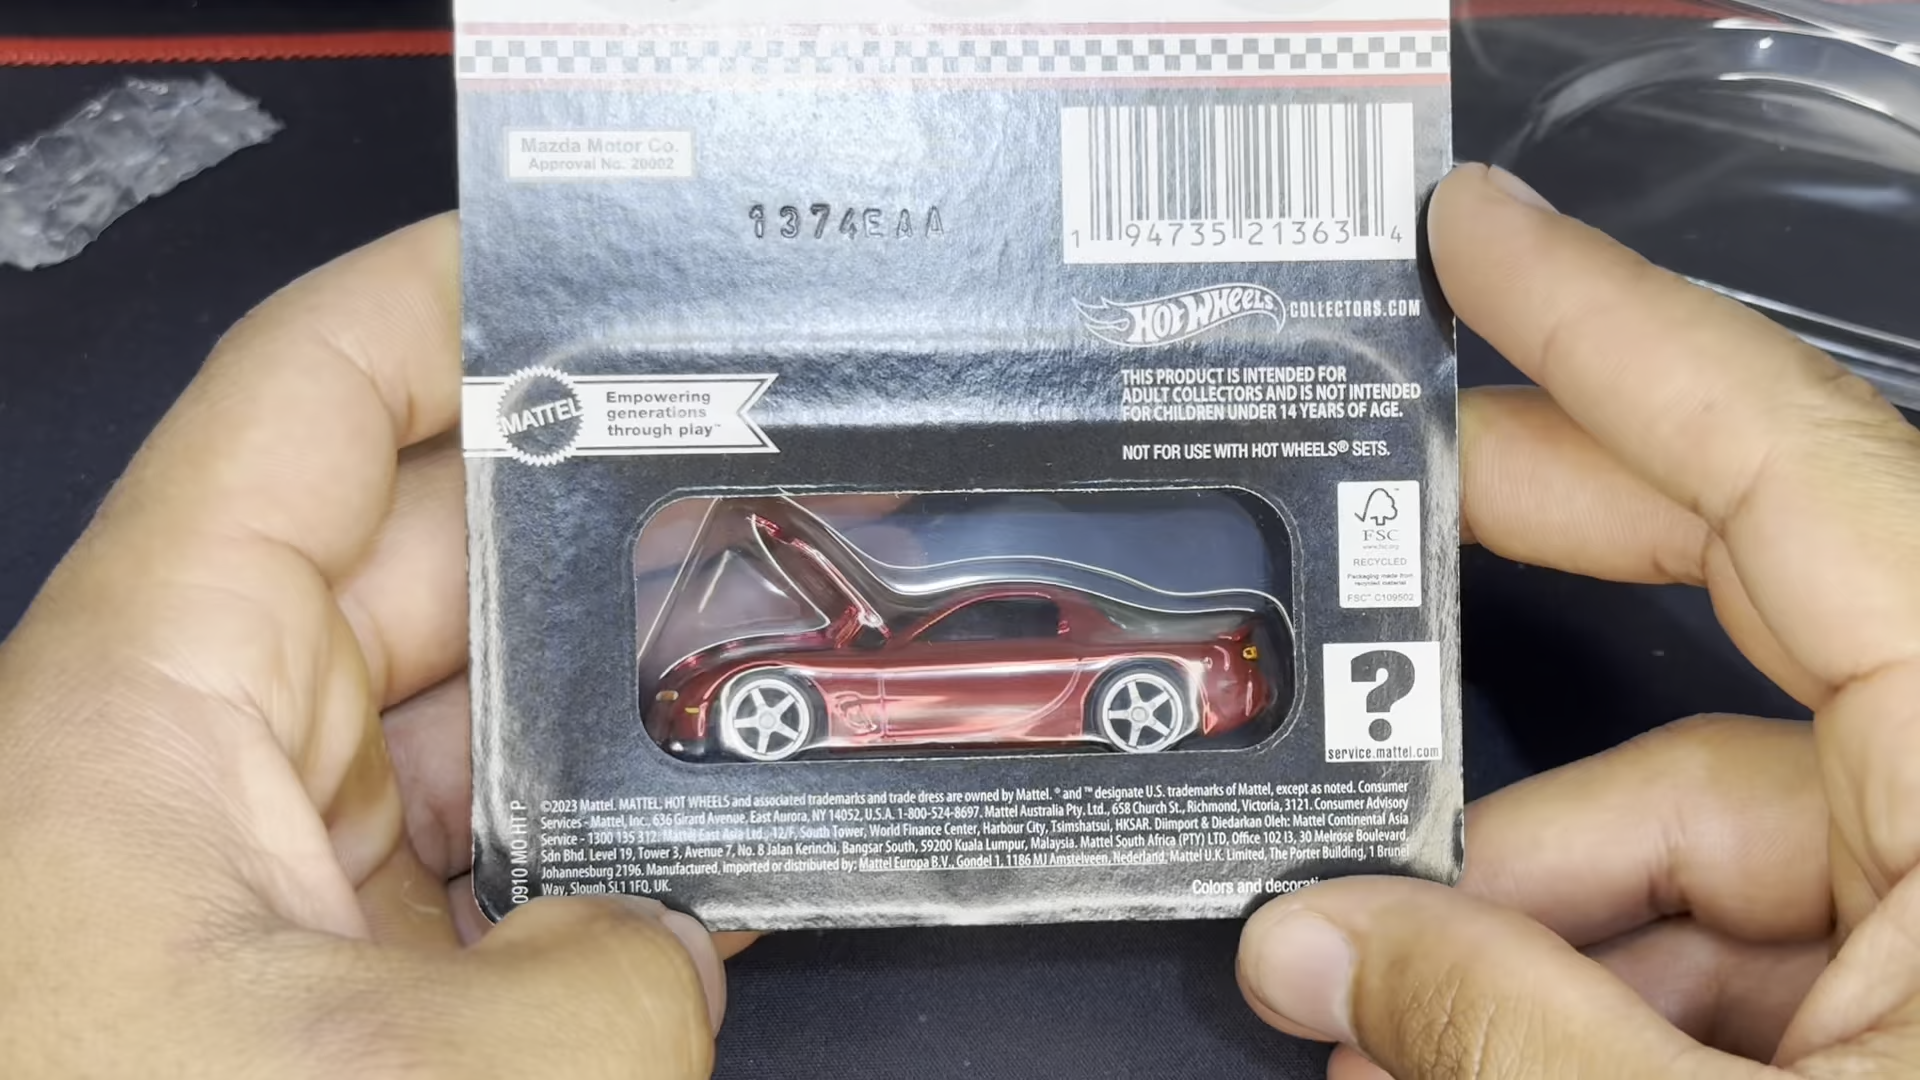 Mazda Motor Co.
Approval No. 20002
1374EAA
1 94735 21363 4
Hot Wheels COLLECTORS.COM
MATTEL
Empowering
generations
through play™
THIS PRODUCT IS INTENDED FOR
ADULT COLLECTORS AND IS NOT INTENDED
FOR CHILDREN UNDER 14 YEARS OF AGE.
NOT FOR USE WITH HOT WHEELS® SETS.
FSC
www.fsc.org
RECYCLED
Packaging made from
recycled material
FSC™ C109502
?
service.mattel.com
0910 MO.HT P
©2023 Mattel. MATTEL, HOT WHEELS and associated trademarks and trade dress are owned by Mattel. ® and ™ designate U.S. trademarks of Mattel, except as noted. Consumer
Services - Mattel, Inc., 636 Girard Avenue, East Aurora, NY 14052, U.S.A. 1-800-524-8697. Mattel Australia Pty. Ltd., 658 Church St., Richmond, Victoria, 3121. Consumer Advisory
Service - 1300 135 312. Mattel East Asia Ltd., 12/F, South Tower, World Finance Center, Harbour City, Tsimshatsui, HKSAR. Diimport & Diedarkan Oleh: Mattel Continental Asia
Sdn Bhd. Level 19, Tower 3, Avenue 7, No. 8 Jalan Kerinchi, Bangsar South, 59200 Kuala Lumpur, Malaysia. Mattel South Africa (PTY) LTD, Office 102 I3, 30 Melrose Boulevard,
Johannesburg 2196. Manufactured, imported or distributed by: Mattel Europa B.V., Gondel 1, 1186 MJ Amstelveen, Nederland. Mattel U.K. Limited, The Porter Building, 1 Brunel
Way, Slough SL1 1FQ, UK.
Colors and